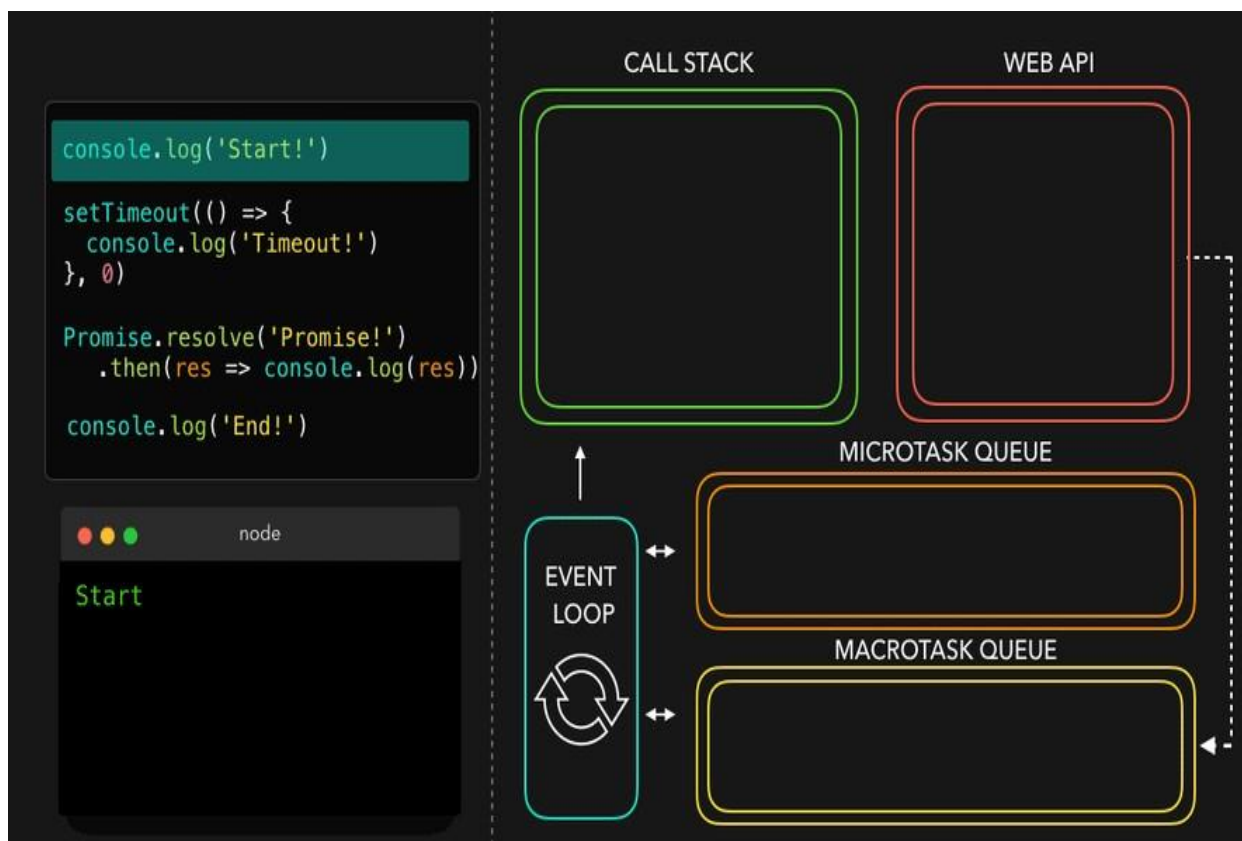 console.log('Start!')
setTimeout(() => {
  console.log('Timeout!')
}, 0)
Promise.resolve('Promise!')
  .then(res => console.log(res))
console.log('End!')
node
Start
CALL STACK
WEB API
MICROTASK QUEUE
EVENT
LOOP
MACROTASK QUEUE